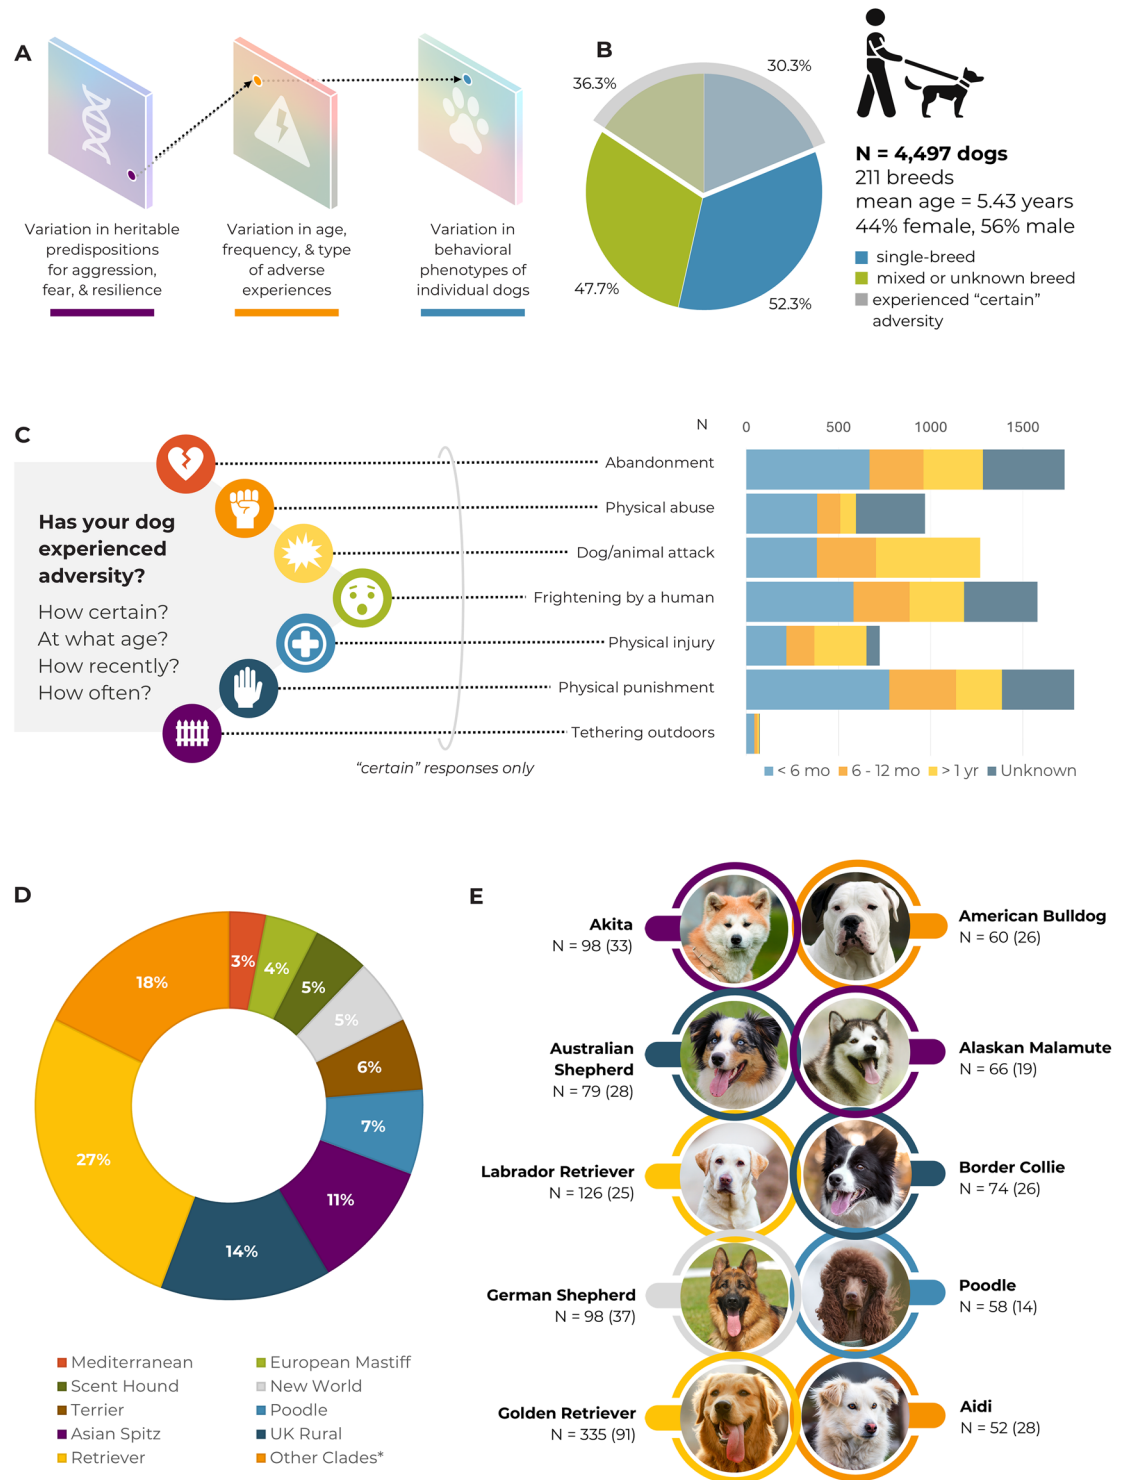 A
Variation in heritable
predispositions
for aggression,
fear, & resilience
Variation in age,
frequency, & type
of adverse
experiences
Variation in
behavioral
phenotypes of
individual dogs
B
36.3%
30.3%
47.7%
52.3%
N = 4,497 dogs
211 breeds
mean age = 5.43 years
44% female, 56% male
single-breed
mixed or unknown breed
experienced “certain”
adversity
C
Has your dog
experienced
adversity?
How certain?
At what age?
How recently?
How often?
“certain” responses only
N
0 500 1000 1500
Abandonment
Physical abuse
Dog/animal attack
Frightening by a human
Physical injury
Physical punishment
Tethering outdoors
< 6 mo 6 - 12 mo > 1 yr Unknown
D
3%
4%
5%
5%
6%
7%
11%
14%
27%
18%
Mediterranean
European Mastiff
Scent Hound
New World
Terrier
Poodle
Asian Spitz
UK Rural
Retriever
Other Clades*
E
Akita
N = 98 (33)
American Bulldog
N = 60 (26)
Australian
Shepherd
N = 79 (28)
Alaskan Malamute
N = 66 (19)
Labrador Retriever
N = 126 (25)
Border Collie
N = 74 (26)
German Shepherd
N = 98 (37)
Poodle
N = 58 (14)
Golden Retriever
N = 335 (91)
Aidi
N = 52 (28)